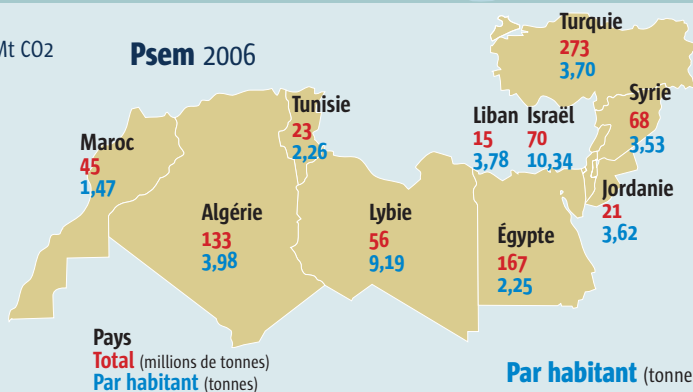 Mt CO2
Psem 2006
Turquie
273
3,70
Syrie
68
3,53
Tunisie
23
2,26
Liban
15
3,78
Israël
70
10,34
Maroc
45
1,47
Jordanie
21
3,62
Algérie
133
3,98
Lybie
56
9,19
Égypte
167
2,25
Pays
Total (millions de tonnes)
Par habitant (tonnes)
Par habitant (tonne